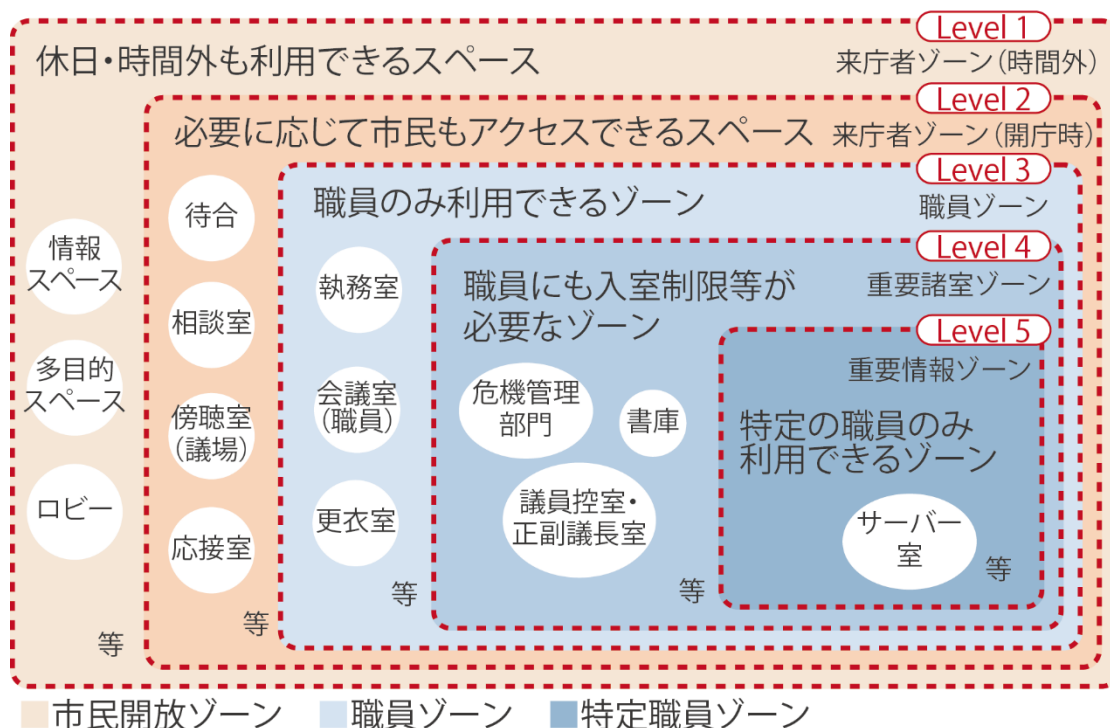 Level 1
休日・時間外も利用できるスペース
来庁者ゾーン(時間外)
Level 2
必要に応じて市民もアクセスできるスペース
来庁者ゾーン(開庁時)
Level 3
職員のみ利用できるゾーン
職員ゾーン
Level 4
職員にも入室制限等が
必要なゾーン
重要諸室ゾーン
Level 5
重要情報ゾーン
特定の職員のみ
利用できるゾーン
情報
スペース
多目的
スペース
ロビー
等
待合
相談室
傍聴室
(議場)
応接室
等
執務室
会議室
(職員)
更衣室
等
危機管理
部門
書庫
議員控室・
正副議長室
等
サーバー
室
等
市民開放ゾーン
職員ゾーン
特定職員ゾーン